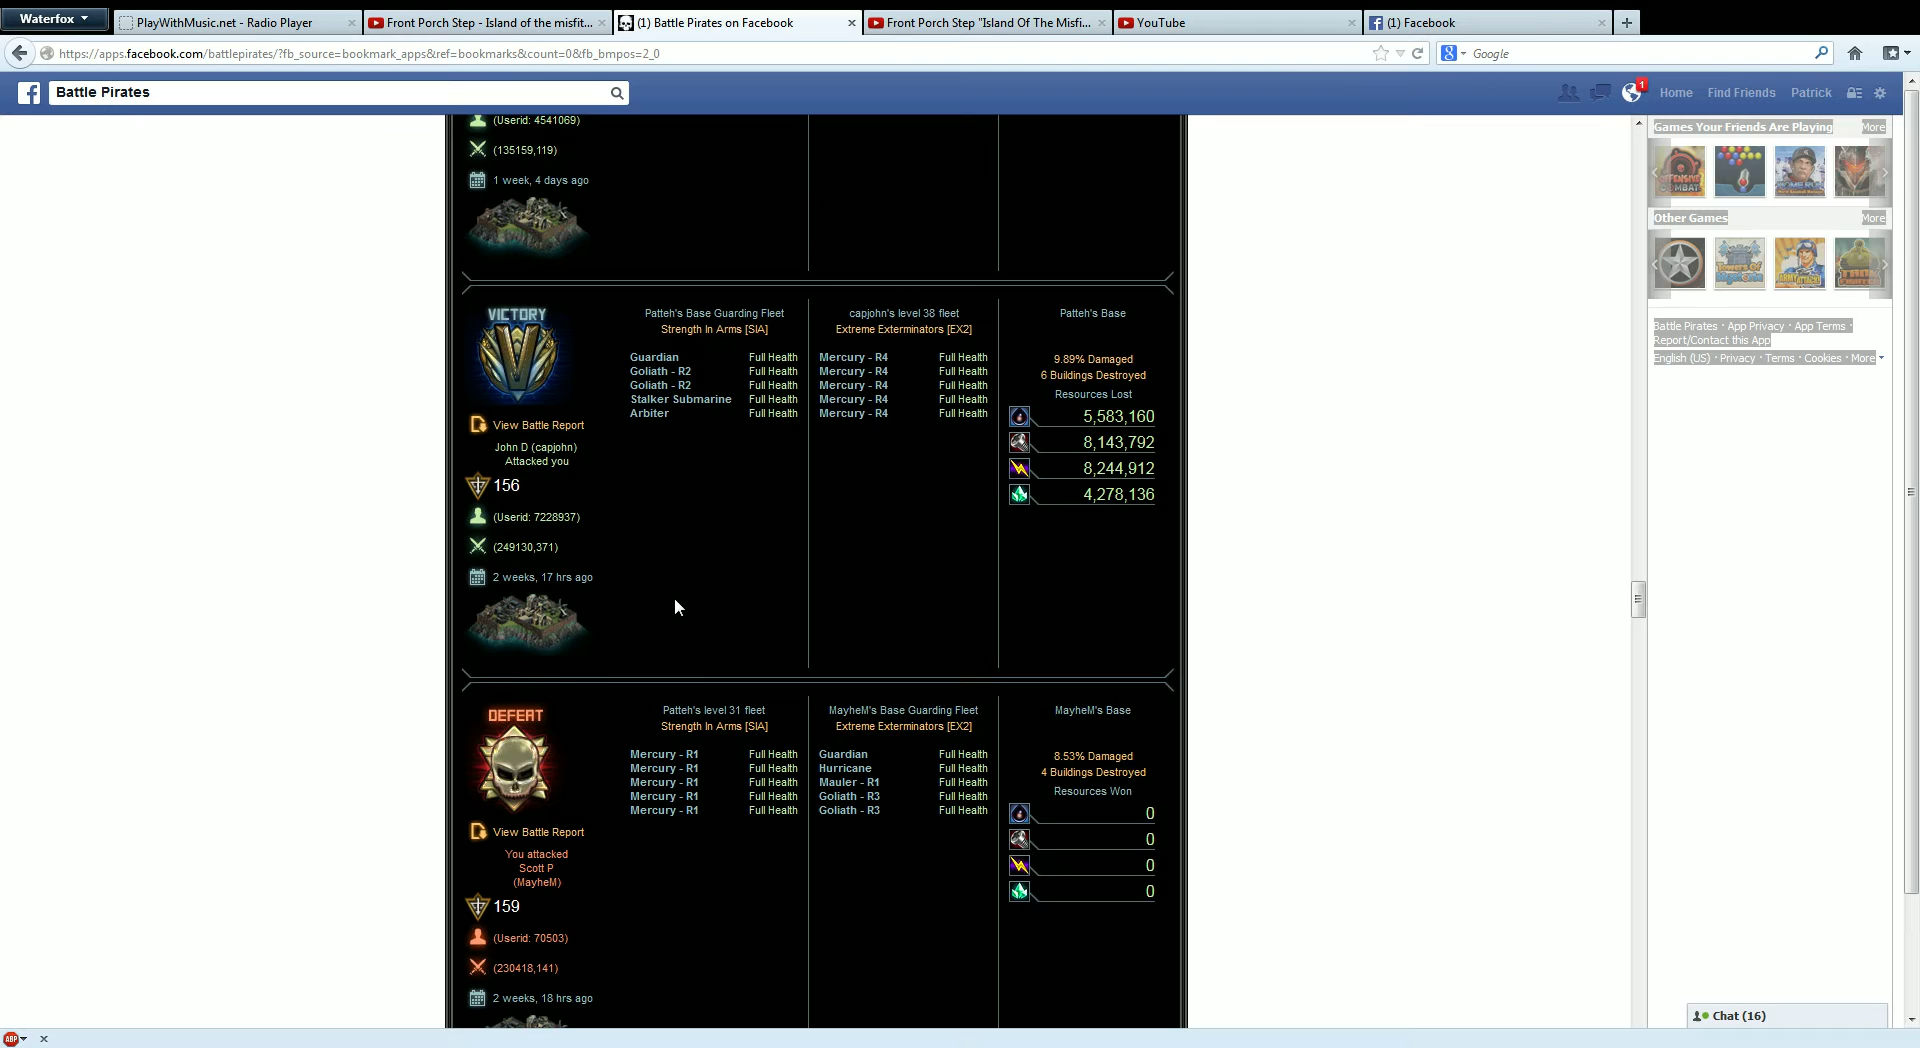 Waterfox
PlayWithMusic.net - Radio Player
Front Porch Step - Island of the misfit...
(1) Battle Pirates on Facebook
Front Porch Step "Island Of The Misfi...
YouTube
(1) Facebook
https://apps.facebook.com/battlepirates/?fb_source=bookmark_apps&ref=bookmarks&count=0&fb_bmpos=2_0
Google
Battle Pirates
1
Home
Find Friends
Patrick
(Userid: 4541069)
(135159,119)
1 week, 4 days ago
VICTORY
View Battle Report
John D (capjohn)
Attacked you
156
(Userid: 7228937)
(249130,371)
2 weeks, 17 hrs ago
Patteh's Base Guarding Fleet
Strength In Arms [SIA]
Guardian Full Health
Goliath - R2 Full Health
Goliath - R2 Full Health
Stalker Submarine Full Health
Arbiter Full Health
capjohn's level 38 fleet
Extreme Exterminators [EX2]
Mercury - R4 Full Health
Mercury - R4 Full Health
Mercury - R4 Full Health
Mercury - R4 Full Health
Mercury - R4 Full Health
Patteh's Base
9.89% Damaged
6 Buildings Destroyed
Resources Lost
5,583,160
8,143,792
8,244,912
4,278,136
DEFEAT
View Battle Report
You attacked
Scott P
(MayheM)
159
(Userid: 70503)
(230418,141)
2 weeks, 18 hrs ago
Patteh's level 31 fleet
Strength In Arms [SIA]
Mercury - R1 Full Health
Mercury - R1 Full Health
Mercury - R1 Full Health
Mercury - R1 Full Health
Mercury - R1 Full Health
MayheM's Base Guarding Fleet
Extreme Exterminators [EX2]
Guardian Full Health
Hurricane Full Health
Mauler - R1 Full Health
Goliath - R3 Full Health
Goliath - R3 Full Health
MayheM's Base
8.53% Damaged
4 Buildings Destroyed
Resources Won
0
0
0
0
Games Your Friends Are Playing More
OFFENSIVE COMBAT
Other Games More
Battle Pirates · App Privacy · App Terms ·
Report/Contact this App
English (US) · Privacy · Terms · Cookies · More
Chat (16)
ABP